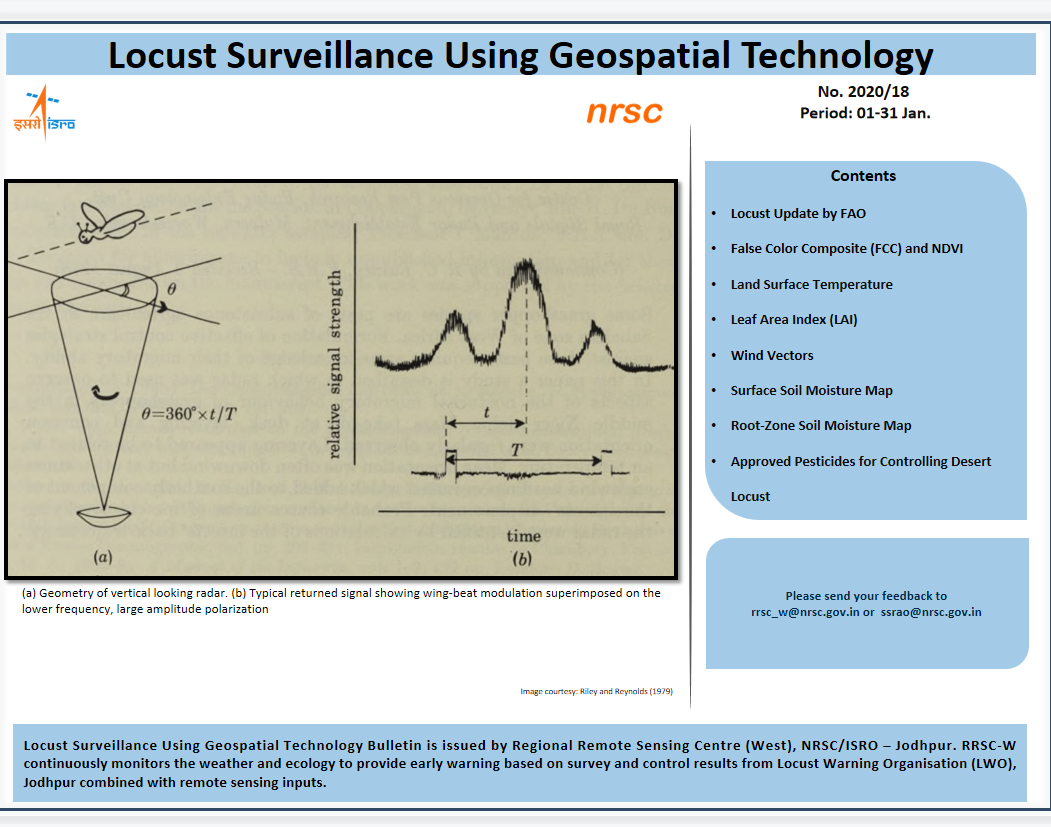 Locust Surveillance Using Geospatial Technology
इसरो isro
nrsc
No. 2020/18
Period: 01-31 Jan.
θ
θ=360°×t/T
(a)
relative signal strength
t
T
time
(b)
(a) Geometry of vertical looking radar. (b) Typical returned signal showing wing-beat modulation superimposed on the
lower frequency, large amplitude polarization
Image courtesy: Riley and Reynolds (1979)
Contents
• Locust Update by FAO
• False Color Composite (FCC) and NDVI
• Land Surface Temperature
• Leaf Area Index (LAI)
• Wind Vectors
• Surface Soil Moisture Map
• Root-Zone Soil Moisture Map
• Approved Pesticides for Controlling Desert
Locust
Please send your feedback to
rrsc_w@nrsc.gov.in or ssrao@nrsc.gov.in
Locust Surveillance Using Geospatial Technology Bulletin is issued by Regional Remote Sensing Centre (West), NRSC/ISRO – Jodhpur. RRSC-W
continuously monitors the weather and ecology to provide early warning based on survey and control results from Locust Warning Organisation (LWO),
Jodhpur combined with remote sensing inputs.